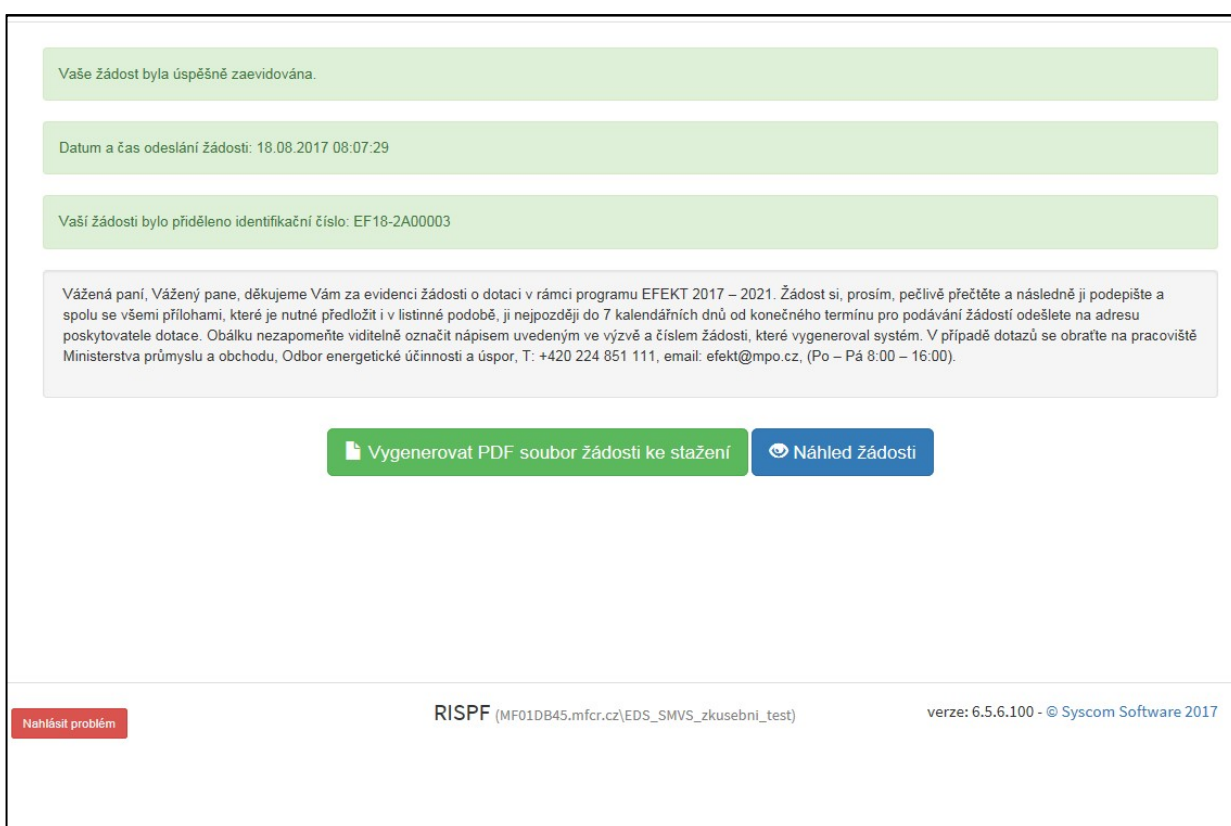 Vaše žádost byla úspěšně zaevidována.
Datum a čas odeslání žádosti: 18.08.2017 08:07:29
Vaší žádosti bylo přiděleno identifikační číslo: EF18-2A00003
Vážená paní, Vážený pane, děkujeme Vám za evidenci žádosti o dotaci v rámci programu EFEKT 2017 – 2021. Žádost si, prosím, pečlivě přečtěte a následně ji podepište a
spolu se všemi přílohami, které je nutné předložit i v listinné podobě, ji nejpozději do 7 kalendářních dnů od konečného termínu pro podávání žádostí odešlete na adresu
poskytovatele dotace. Obálku nezapomeňte viditelně označit nápisem uvedeným ve výzvě a číslem žádosti, které vygeneroval systém. V případě dotazů se obraťte na pracoviště
Ministerstva průmyslu a obchodu, Odbor energetické účinnosti a úspor, T: +420 224 851 111, email: efekt@mpo.cz, (Po – Pá 8:00 – 16:00).
Vygenerovat PDF soubor žádosti ke stažení Náhled žádosti
Nahlásit problém RISPF (MF01DB45.mfcr.cz\EDS_SMVS_zkusebni_test) verze: 6.5.6.100 - © Syscom Software 2017